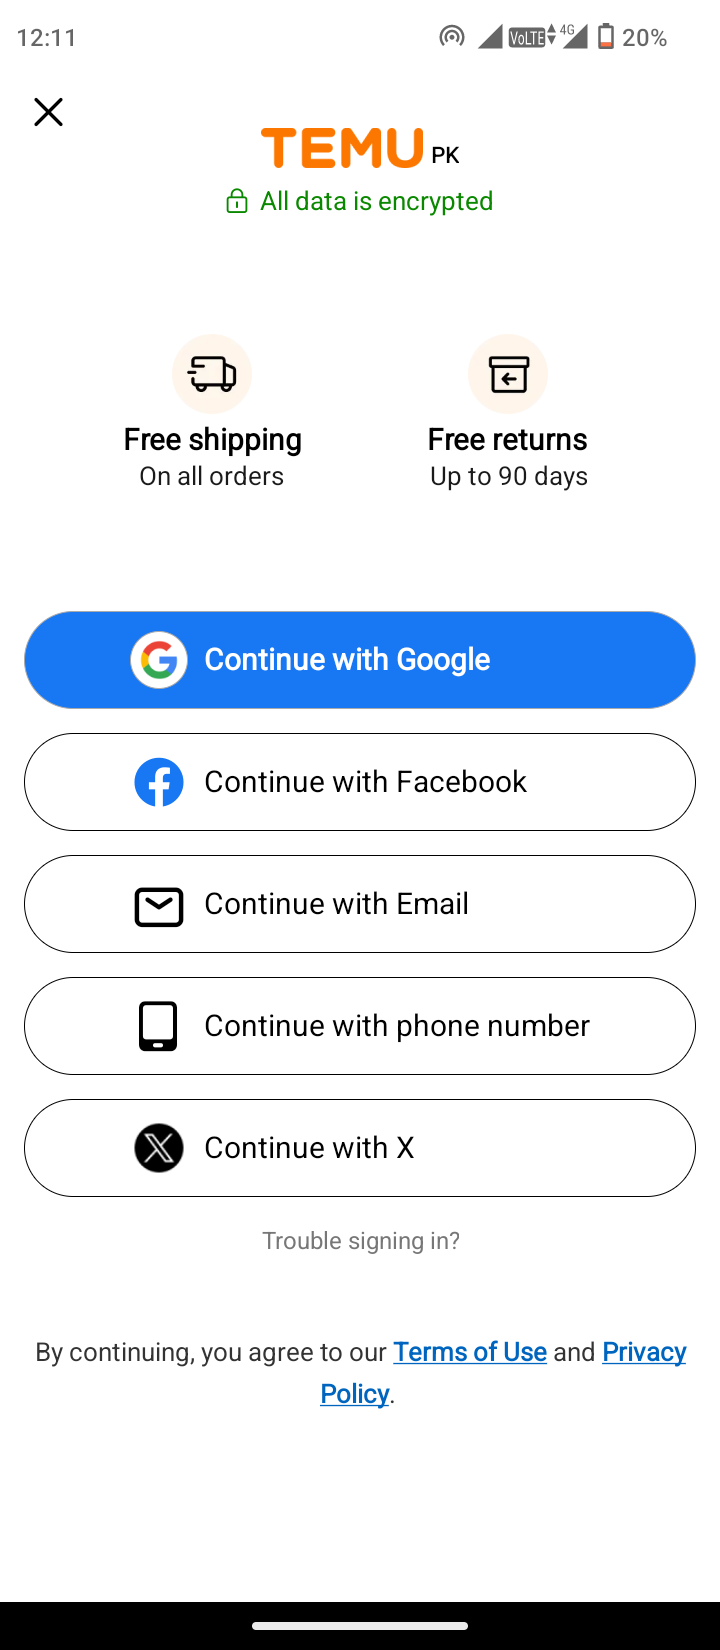 12:11
VoLTE 4G 20%
TEMU PK
All data is encrypted
Free shipping
On all orders
Free returns
Up to 90 days
Continue with Google
Continue with Facebook
Continue with Email
Continue with phone number
Continue with X
Trouble signing in?
By continuing, you agree to our Terms of Use and Privacy
Policy.